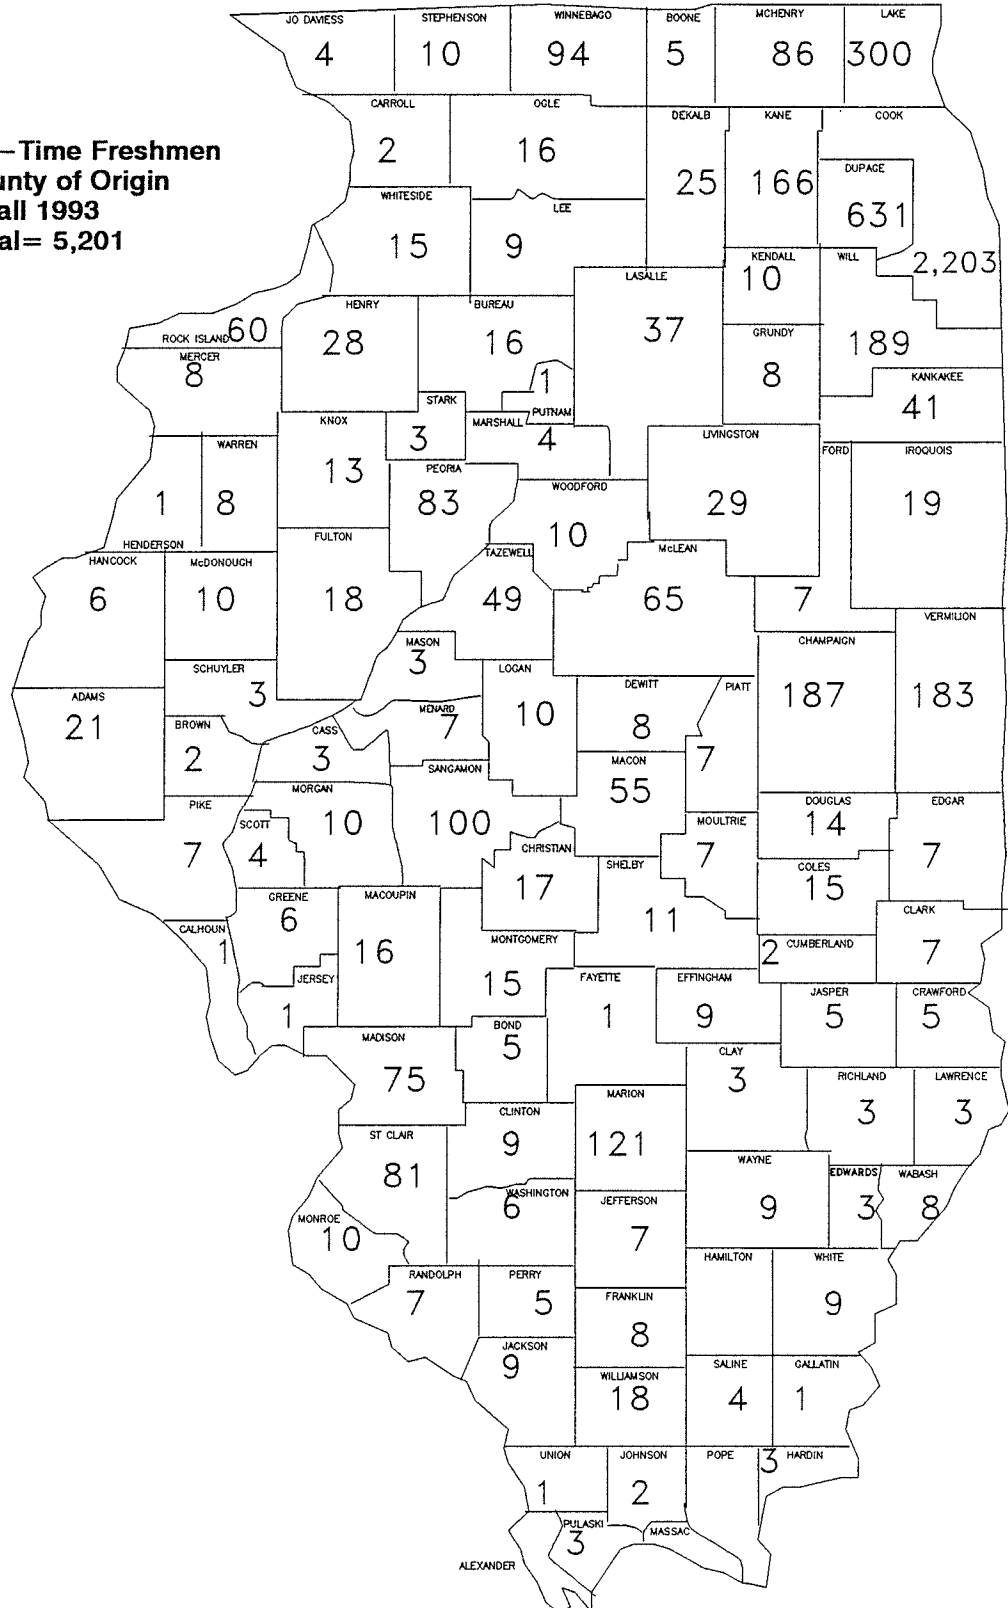 JO DAVIESS STEPHENSON WINNEBAGO BOONE MCHENRY LAKE
4 10 94 5 86 300
CARROLL OGLE DEKALB KANE COOK
2 16 25 166 2,203
–Time Freshmen
unty of Origin
all 1993
al= 5,201
DUPAGE
631
WHITESIDE LEE
15 9
KENDALL WILL
10 189
LASALLE
37
ROCK ISLAND 60
HENRY BUREAU
28 16
GRUNDY
8
MERCER
8
KANKAKEE
41
STARK MARSHALL PUTNAM
3 4 1
KNOX
13
WARREN
8
LIVINGSTON FORD IROQUOIS
29 7 19
PEORIA
83
WOODFORD
10
HENDERSON
1
FULTON
18
HANCOCK McDONOUGH
6 10
TAZEWELL McLEAN
49 65
VERMILION
183
CHAMPAIGN
187
MASON
3
LOGAN
10
SCHUYLER
3
ADAMS
21
DEWITT PIATT
8 7
MENARD
7
BROWN CASS
2 3
MACON
55
SANGAMON
100
MORGAN
10
PIKE SCOTT
7 4
DOUGLAS EDGAR
14 7
MOULTRIE
7
CHRISTIAN
17
SHELBY
11
COLES
15
GREENE MACOUPIN
6 16
CLARK
7
CALHOUN
1
MONTGOMERY
15
CUMBERLAND
2
JERSEY
1
FAYETTE EFFINGHAM
1 9
JASPER CRAWFORD
5 5
BOND
5
MADISON
75
CLAY
3
RICHLAND LAWRENCE
3 3
MARION
121
CLINTON
9
ST CLAIR
81
WAYNE
9
EDWARDS WABASH
3 8
WASHINGTON
6
JEFFERSON
7
MONROE
10
HAMILTON WHITE
9
RANDOLPH PERRY
7 5
FRANKLIN
8
JACKSON
9
SALINE GALLATIN
4 1
WILLIAMSON
18
UNION JOHNSON POPE HARDIN
1 2 3
PULASKI MASSAC
3
ALEXANDER